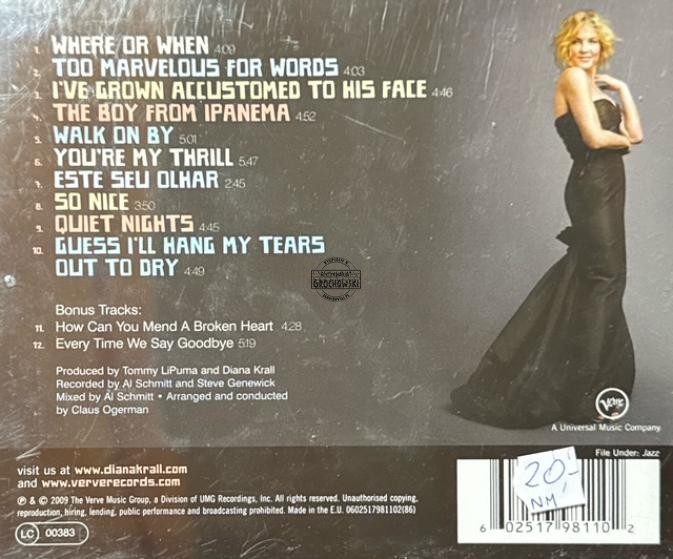 1. WHERE OR WHEN 4:09
2. TOO MARVELOUS FOR WORDS 4:03
3. I'VE GROWN ACCUSTOMED TO HIS FACE 4:46
4. THE BOY FROM IPANEMA 4:52
5. WALK ON BY 5:01
6. YOU'RE MY THRILL 5:47
7. ESTE SEU OLHAR 2:45
8. SO NICE 3:50
9. QUIET NIGHTS 4:45
10. GUESS I'LL HANG MY TEARS
OUT TO DRY 4:49
GROCHOWSKI
Bonus Tracks:
11. How Can You Mend A Broken Heart 4:28
12. Every Time We Say Goodbye 5:19
Produced by Tommy LiPuma and Diana Krall
Recorded by Al Schmitt and Steve Genewick
Mixed by Al Schmitt • Arranged and conducted
by Claus Ogerman
Verve
A Universal Music Company
visit us at www.dianakrall.com
and www.ververecords.com
File Under: Jazz
℗ & © 2009 The Verve Music Group, a Division of UMG Recordings, Inc. All rights reserved. Unauthorised copying,
reproduction, hiring, lending, public performance and broadcasting prohibited. Made in the E.U. 0602517981102(86)
LC 00383
20,-
NM
6 02517 98110 2